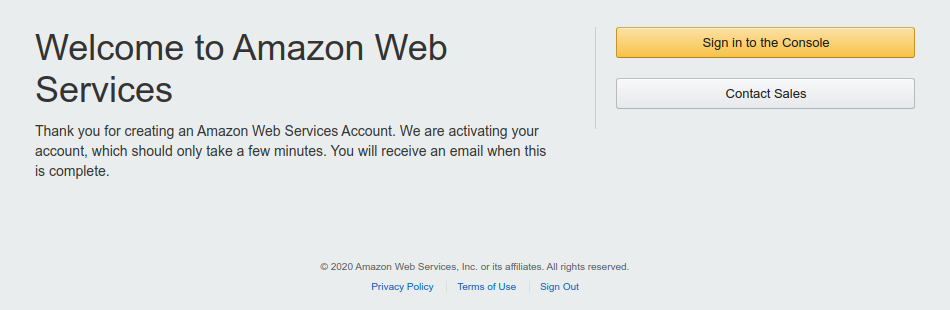 Welcome to Amazon Web
Services
Thank you for creating an Amazon Web Services Account. We are activating your
account, which should only take a few minutes. You will receive an email when this
is complete.
Sign in to the Console
Contact Sales
© 2020 Amazon Web Services, Inc. or its affiliates. All rights reserved.
Privacy Policy Terms of Use Sign Out